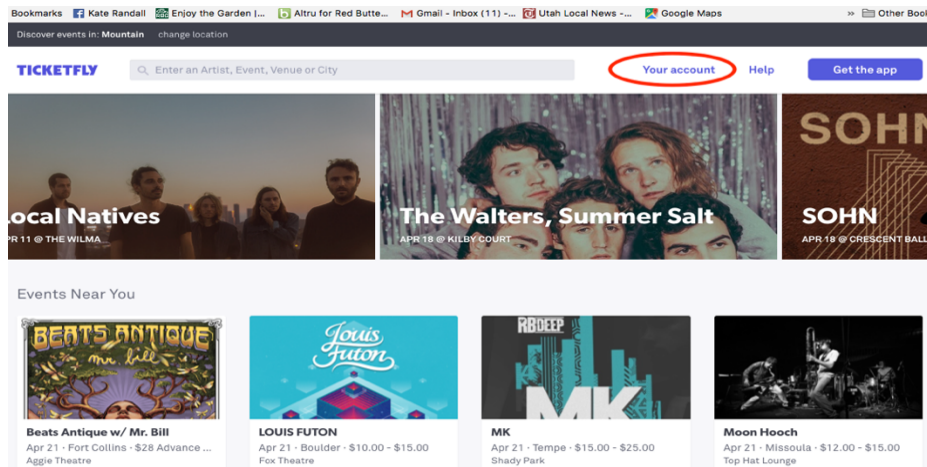 Bookmarks Kate Randall Enjoy the Garden |... Altru for Red Butte... Gmail - Inbox (11) -... Utah Local News -... Google Maps » Other Book
Discover events in: Mountain change location
TICKETFLY Enter an Artist, Event, Venue or City Your account Help Get the app
SOHN
Local Natives The Walters, Summer Salt SOHN
PR 11 @ THE WILMA APR 18 @ KILBY COURT APR 18 @ CRESCENT BALL
Events Near You
BEATS ANTIQUE Louis Futon RBDEEP
mr. bill MK
Beats Antique w/ Mr. Bill LOUIS FUTON MK Moon Hooch
Apr 21 · Fort Collins · $28 Advance ... Apr 21 · Boulder · $10.00 - $15.00 Apr 21 · Tempe · $15.00 - $25.00 Apr 21 · Missoula · $12.00 - $15.00
Aggie Theatre Fox Theatre Shady Park Top Hat Lounge